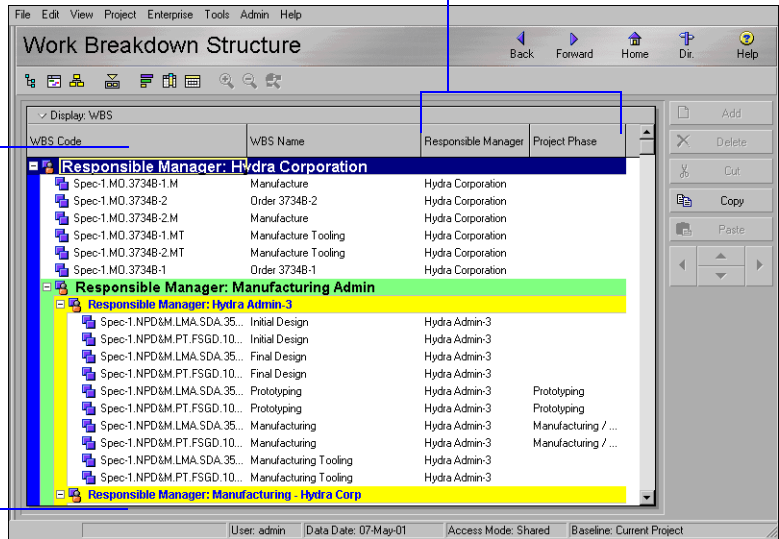 File Edit View Project Enterprise Tools Admin Help
Work Breakdown Structure
Back Forward Home Dir. Help
Display: WBS
Add
WBS Code WBS Name Responsible Manager Project Phase
Delete
Responsible Manager: Hydra Corporation
Cut
Spec-1.MO.3734B-1.M Manufacture Hydra Corporation
Spec-1.MO.3734B-2 Order 3734B-2 Hydra Corporation
Copy
Spec-1.MO.3734B-2.M Manufacture Hydra Corporation
Spec-1.MO.3734B-1.MT Manufacture Tooling Hydra Corporation
Paste
Spec-1.MO.3734B-2.MT Manufacture Tooling Hydra Corporation
Spec-1.MO.3734B-1 Order 3734B-1 Hydra Corporation
Responsible Manager: Manufacturing Admin
Responsible Manager: Hydra Admin-3
Spec-1.NPD&M.LMA.SDA.35... Initial Design Hydra Admin-3
Spec-1.NPD&M.PT.FSGD.10... Initial Design Hydra Admin-3
Spec-1.NPD&M.LMA.SDA.35... Final Design Hydra Admin-3
Spec-1.NPD&M.PT.FSGD.10... Final Design Hydra Admin-3
Spec-1.NPD&M.LMA.SDA.35... Prototyping Hydra Admin-3 Prototyping
Spec-1.NPD&M.PT.FSGD.10... Prototyping Hydra Admin-3 Prototyping
Spec-1.NPD&M.LMA.SDA.35... Manufacturing Hydra Admin-3 Manufacturing / ...
Spec-1.NPD&M.PT.FSGD.10... Manufacturing Hydra Admin-3 Manufacturing / ...
Spec-1.NPD&M.LMA.SDA.35... Manufacturing Tooling Hydra Admin-3
Spec-1.NPD&M.PT.FSGD.10... Manufacturing Tooling Hydra Admin-3
Responsible Manager: Manufacturing - Hydra Corp
User: admin Data Date: 07-May-01 Access Mode: Shared Baseline: Current Project